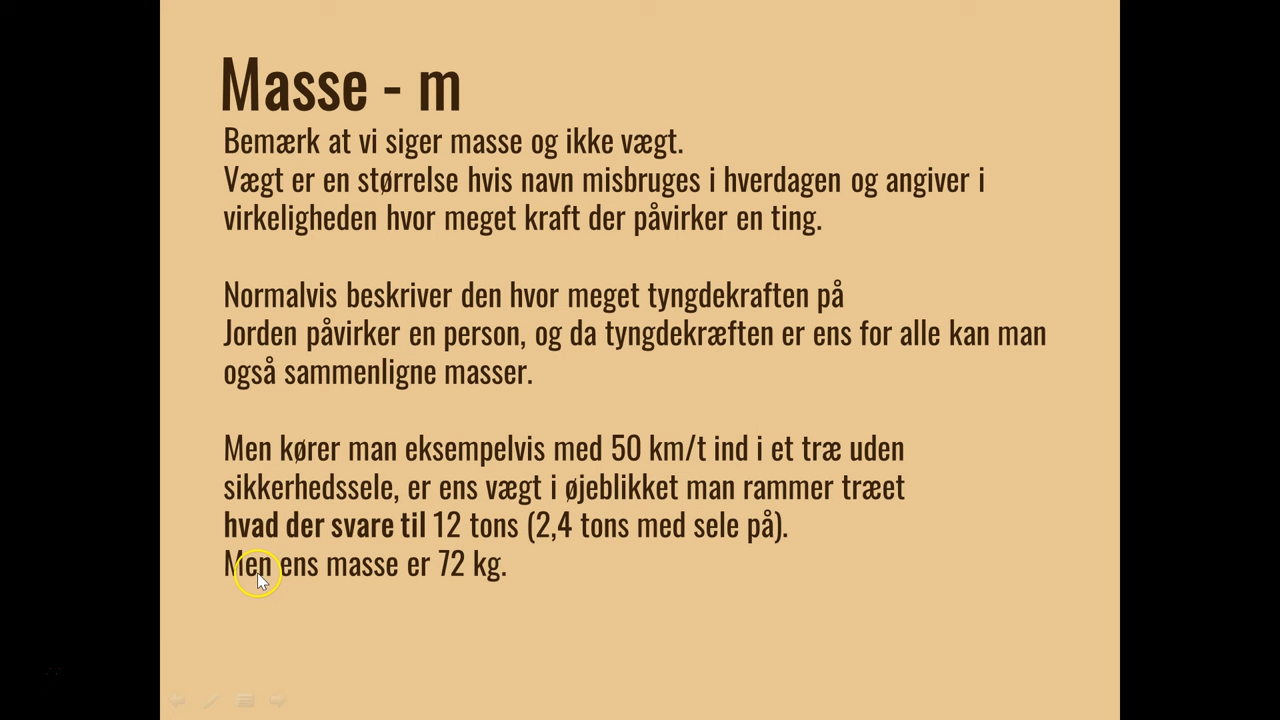 Masse - m
Bemærk at vi siger masse og ikke vægt.
Vægt er en størrelse hvis navn misbruges i hverdagen og angiver i
virkeligheden hvor meget kraft der påvirker en ting.
Normalvis beskriver den hvor meget tyngdekraften på
Jorden påvirker en person, og da tyngdekræften er ens for alle kan man
også sammenligne masser.
Men kører man eksempelvis med 50 km/t ind i et træ uden
sikkerhedssele, er ens vægt i øjeblikket man rammer træet
hvad der svare til 12 tons (2,4 tons med sele på).
Men ens masse er 72 kg.